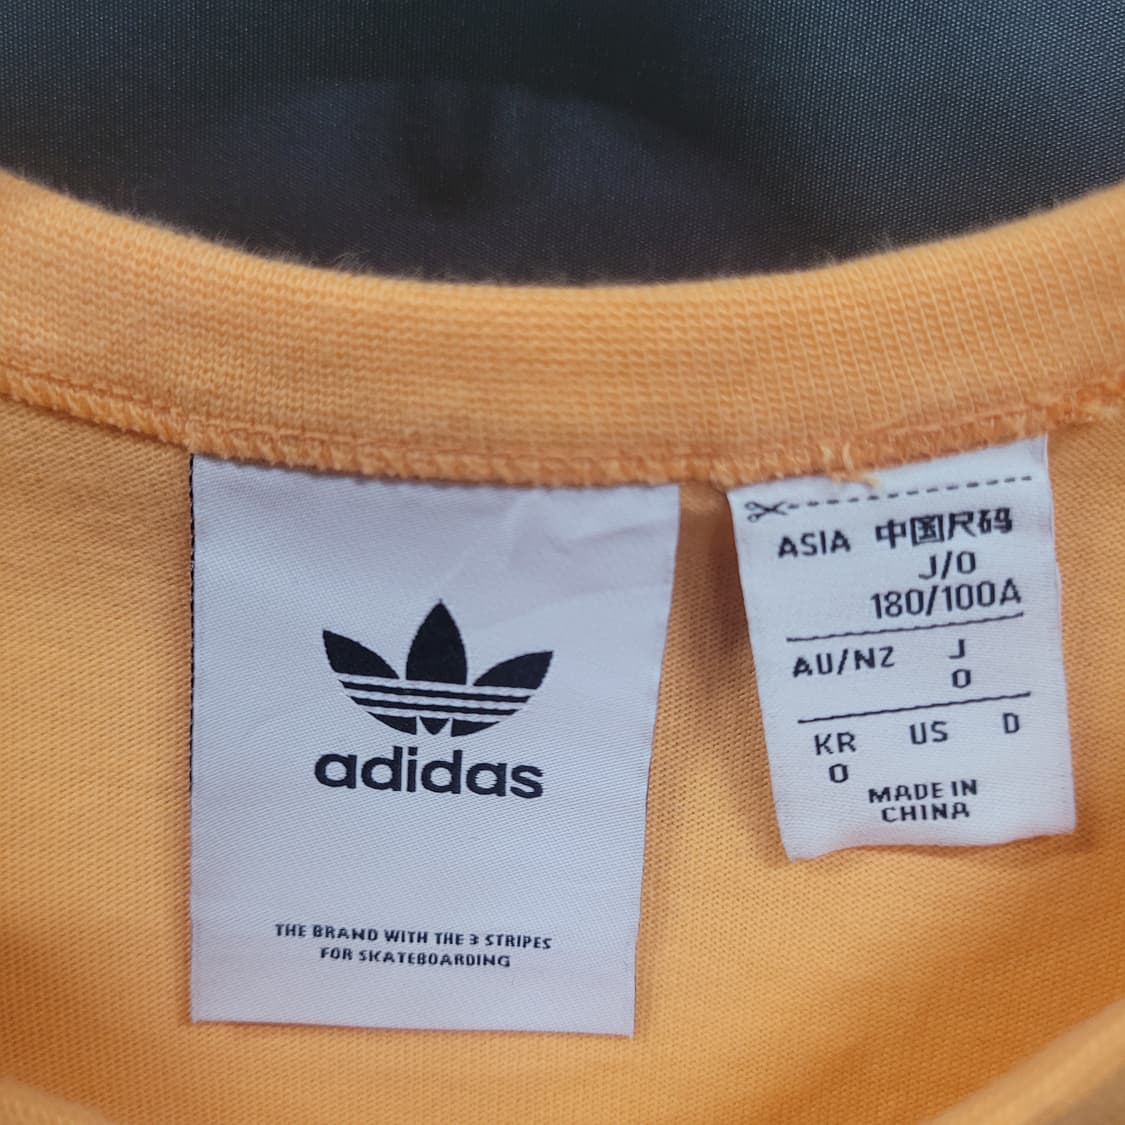 adidas
THE BRAND WITH THE 3 STRIPES
FOR SKATEBOARDING
ASIA 中国尺码
J/O
180/100A
AU/NZ J
O
KR US D
O
MADE IN
CHINA